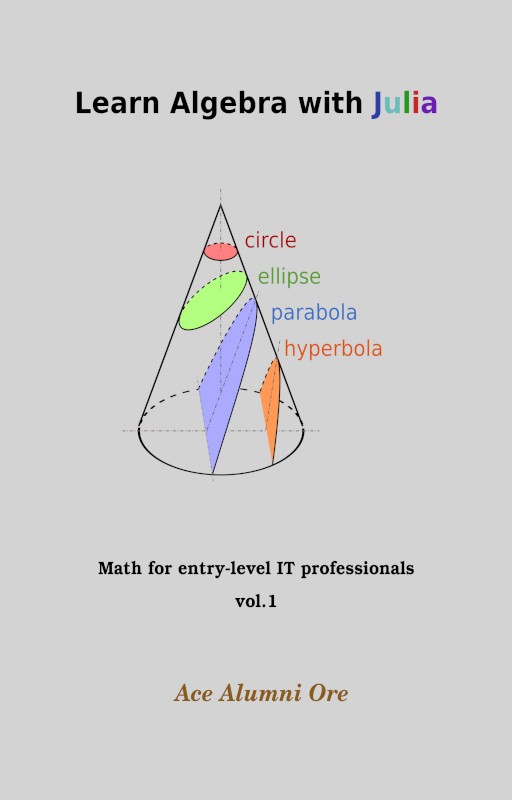 Learn Algebra with Julia
circle
ellipse
parabola
hyperbola
Math for entry-level IT professionals
vol.1
Ace Alumni Ore